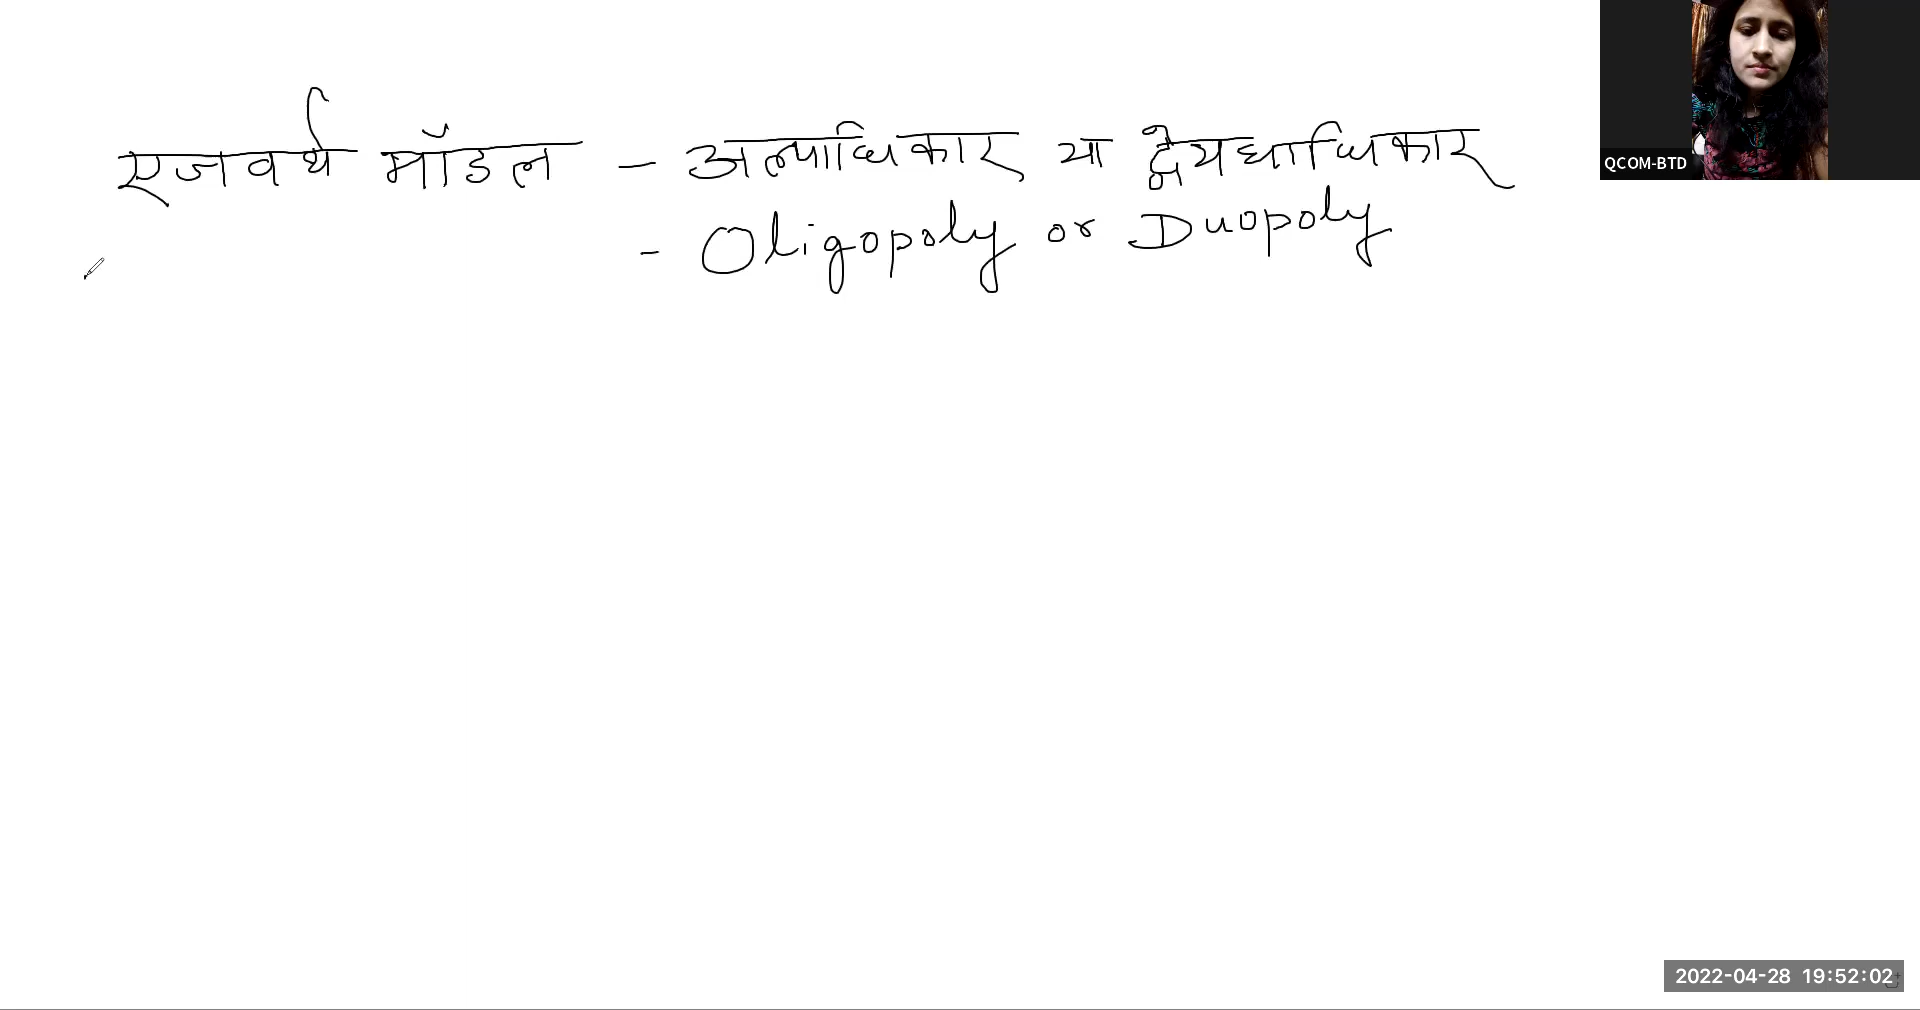 एजवर्थ मॉडल - अल्पाधिकार या द्वैयधाधिकार
- Oligopoly or Duopoly
QCOM-BTD
2022-04-28 19:52:02